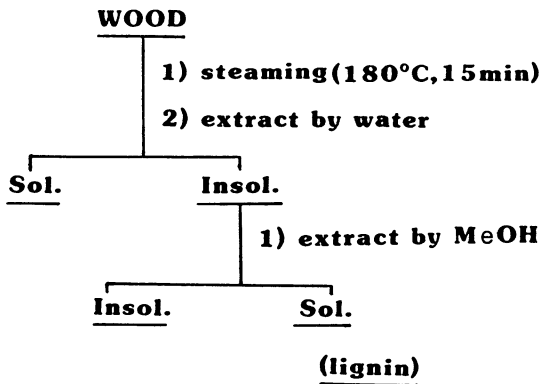 WOOD
1) steaming(180°C,15min)
2) extract by water
Sol. Insol.
1) extract by MeOH
Insol. Sol.
(lignin)